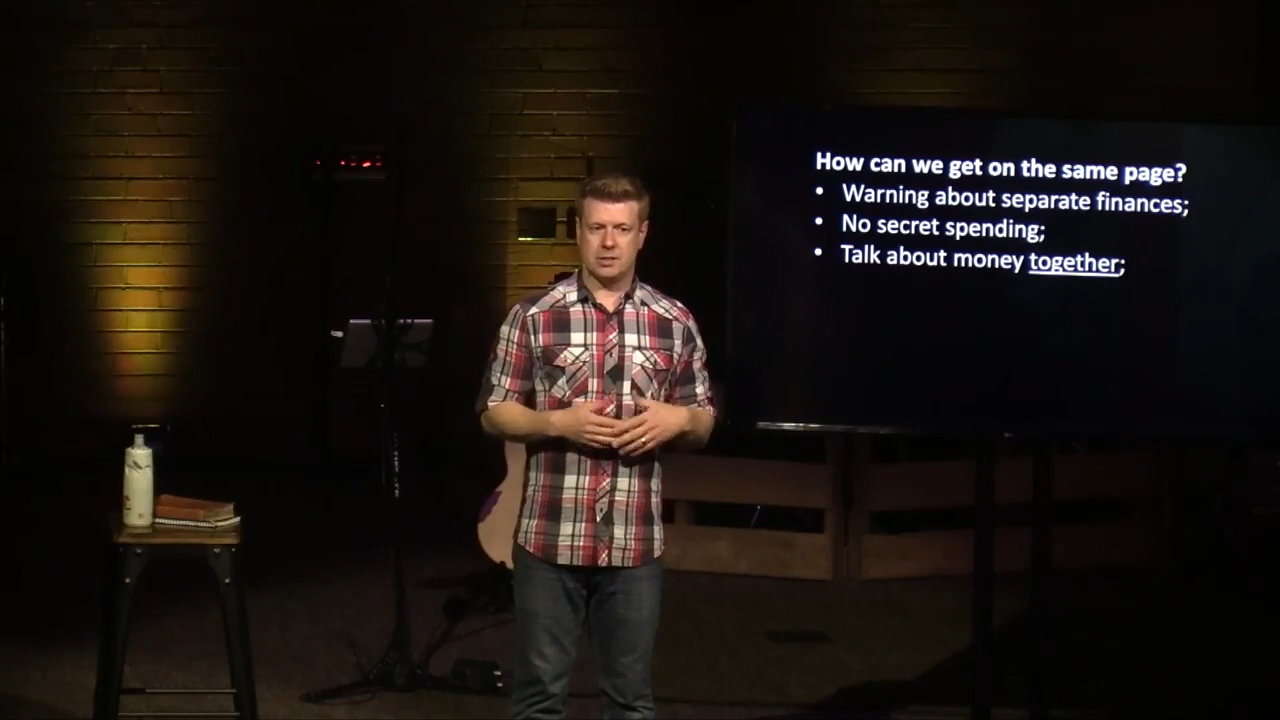 How can we get on the same page?
• Warning about separate finances;
• No secret spending;
• Talk about money together;